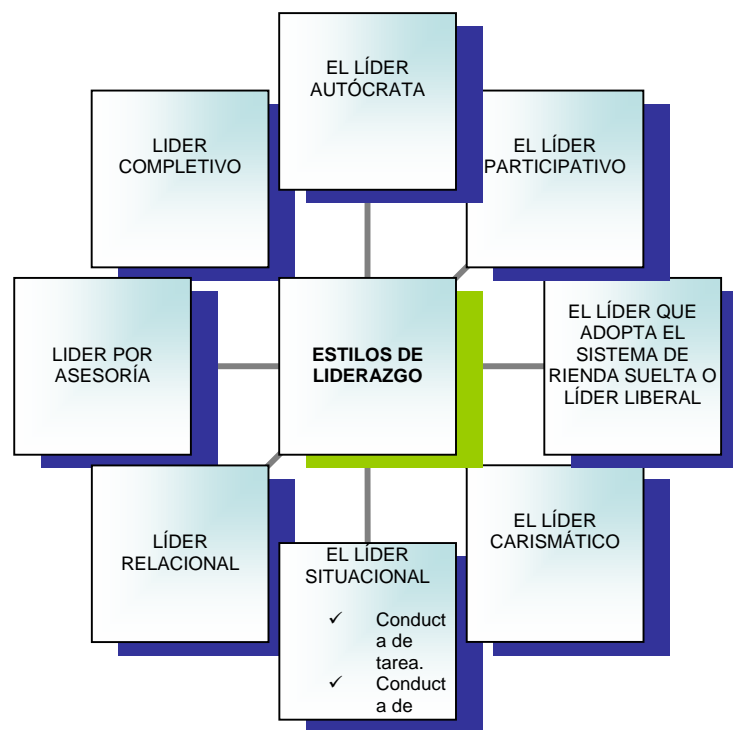 EL LÍDER
AUTÓCRATA
LIDER
COMPLETIVO
EL LÍDER
PARTICIPATIVO
LIDER POR
ASESORÍA
ESTILOS DE
LIDERAZGO
EL LÍDER QUE
ADOPTA EL
SISTEMA DE
RIENDA SUELTA O
LÍDER LIBERAL
LÍDER
RELACIONAL
EL LÍDER
SITUACIONAL
✓ Conduct
a de
tarea.
✓ Conduct
a de
EL LÍDER
CARISMÁTICO